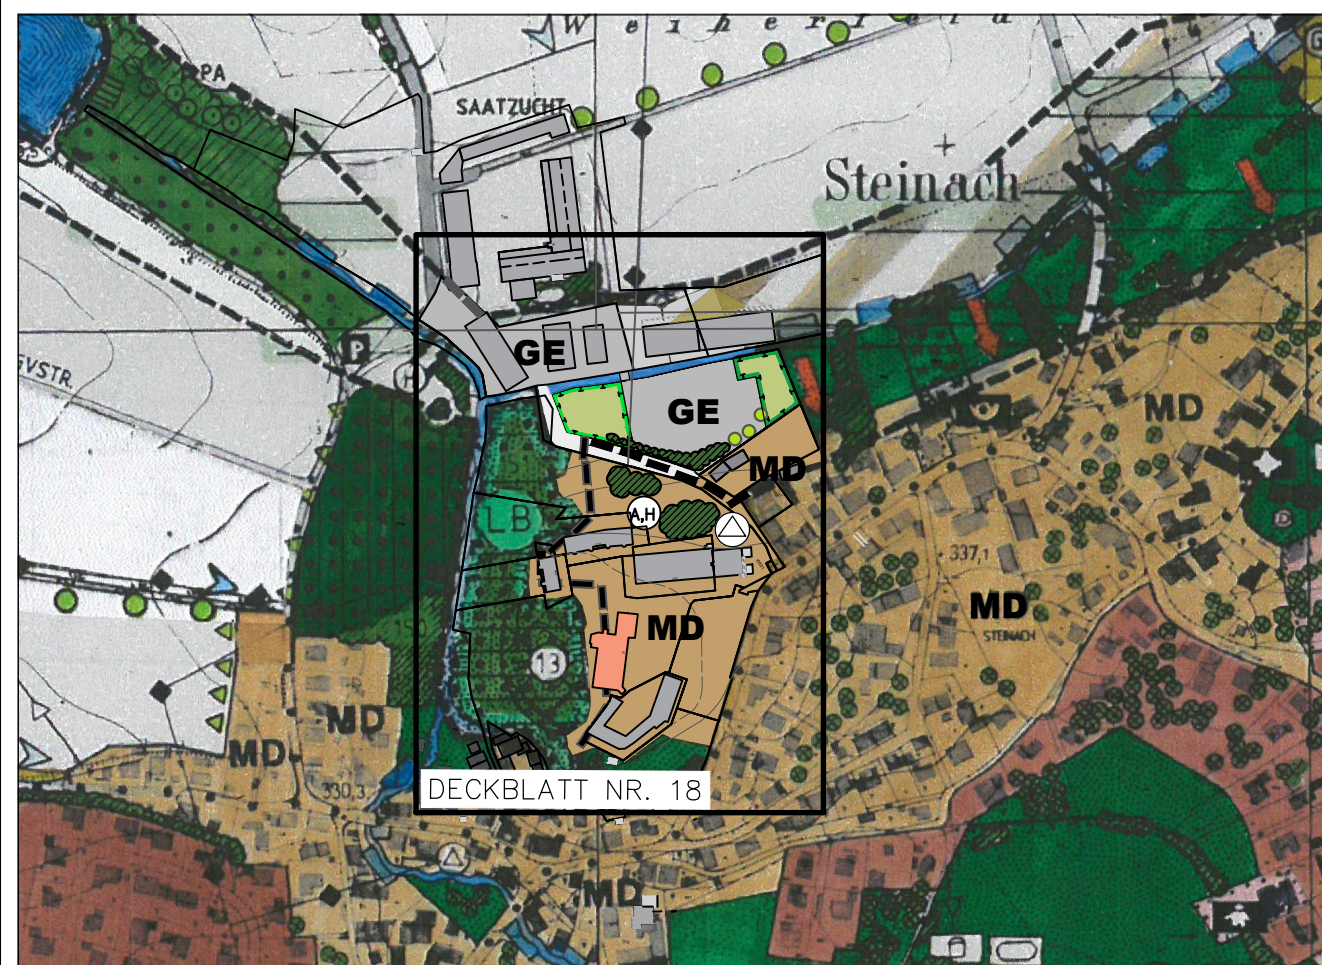 Weiherfeld
PA
SAATZUCHT
Steinach
P
GE
GE
MD
MD
LB
A,H
337,1
MD
STEINACH
MD
13
MD
MD
330,3
DECKBLATT NR. 18
MD